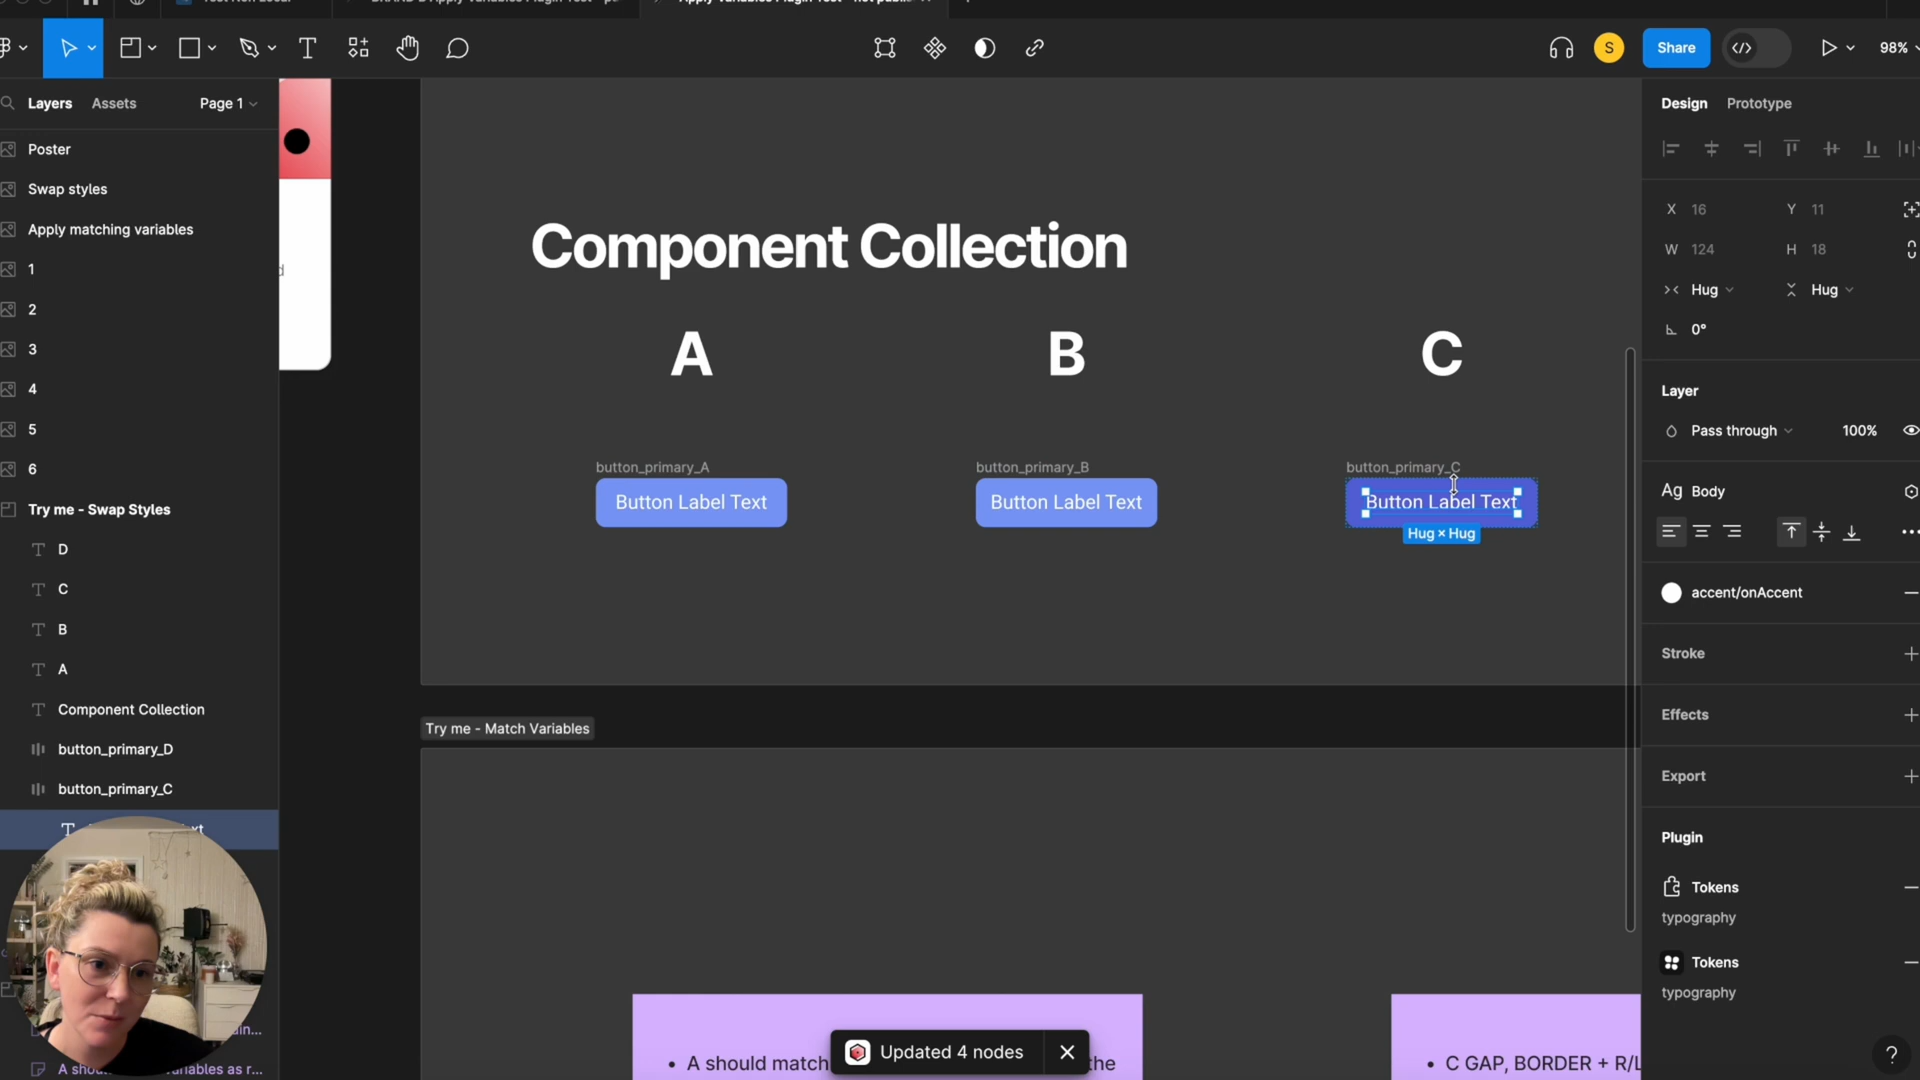 S
Share
98%
Layers
Assets
Page 1
Poster
Swap styles
Apply matching variables
1
2
3
4
5
6
Try me - Swap Styles
D
C
B
A
Component Collection
button_primary_D
button_primary_C
Component Collection
A
B
C
button_primary_A
button_primary_B
button_primary_C
Button Label Text
Button Label Text
Button Label Text
Hug × Hug
Try me - Match Variables
• A should match
the
• C GAP, BORDER + R/L
Updated 4 nodes
Design
Prototype
X 16
Y 11
W 124
H 18
Hug
Hug
0°
Layer
Pass through
100%
Ag Body
accent/onAccent
Stroke
Effects
Export
Plugin
Tokens
typography
Tokens
typography
?